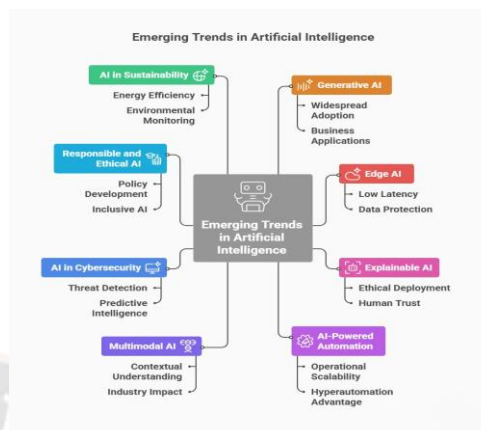 Emerging Trends in Artificial Intelligence
AI in Sustainability
Energy Efficiency
Environmental
Monitoring
Responsible and
Ethical AI
Policy
Development
Inclusive AI
AI in Cybersecurity
Threat Detection
Predictive
Intelligence
Multimodal AI
Contextual
Understanding
Industry Impact
Emerging Trends
in Artificial
Intelligence
Generative AI
Widespread
Adoption
Business
Applications
Edge AI
Low Latency
Data Protection
Explainable AI
Ethical Deployment
Human Trust
AI-Powered
Automation
Operational
Scalability
Hyperautomation
Advantage